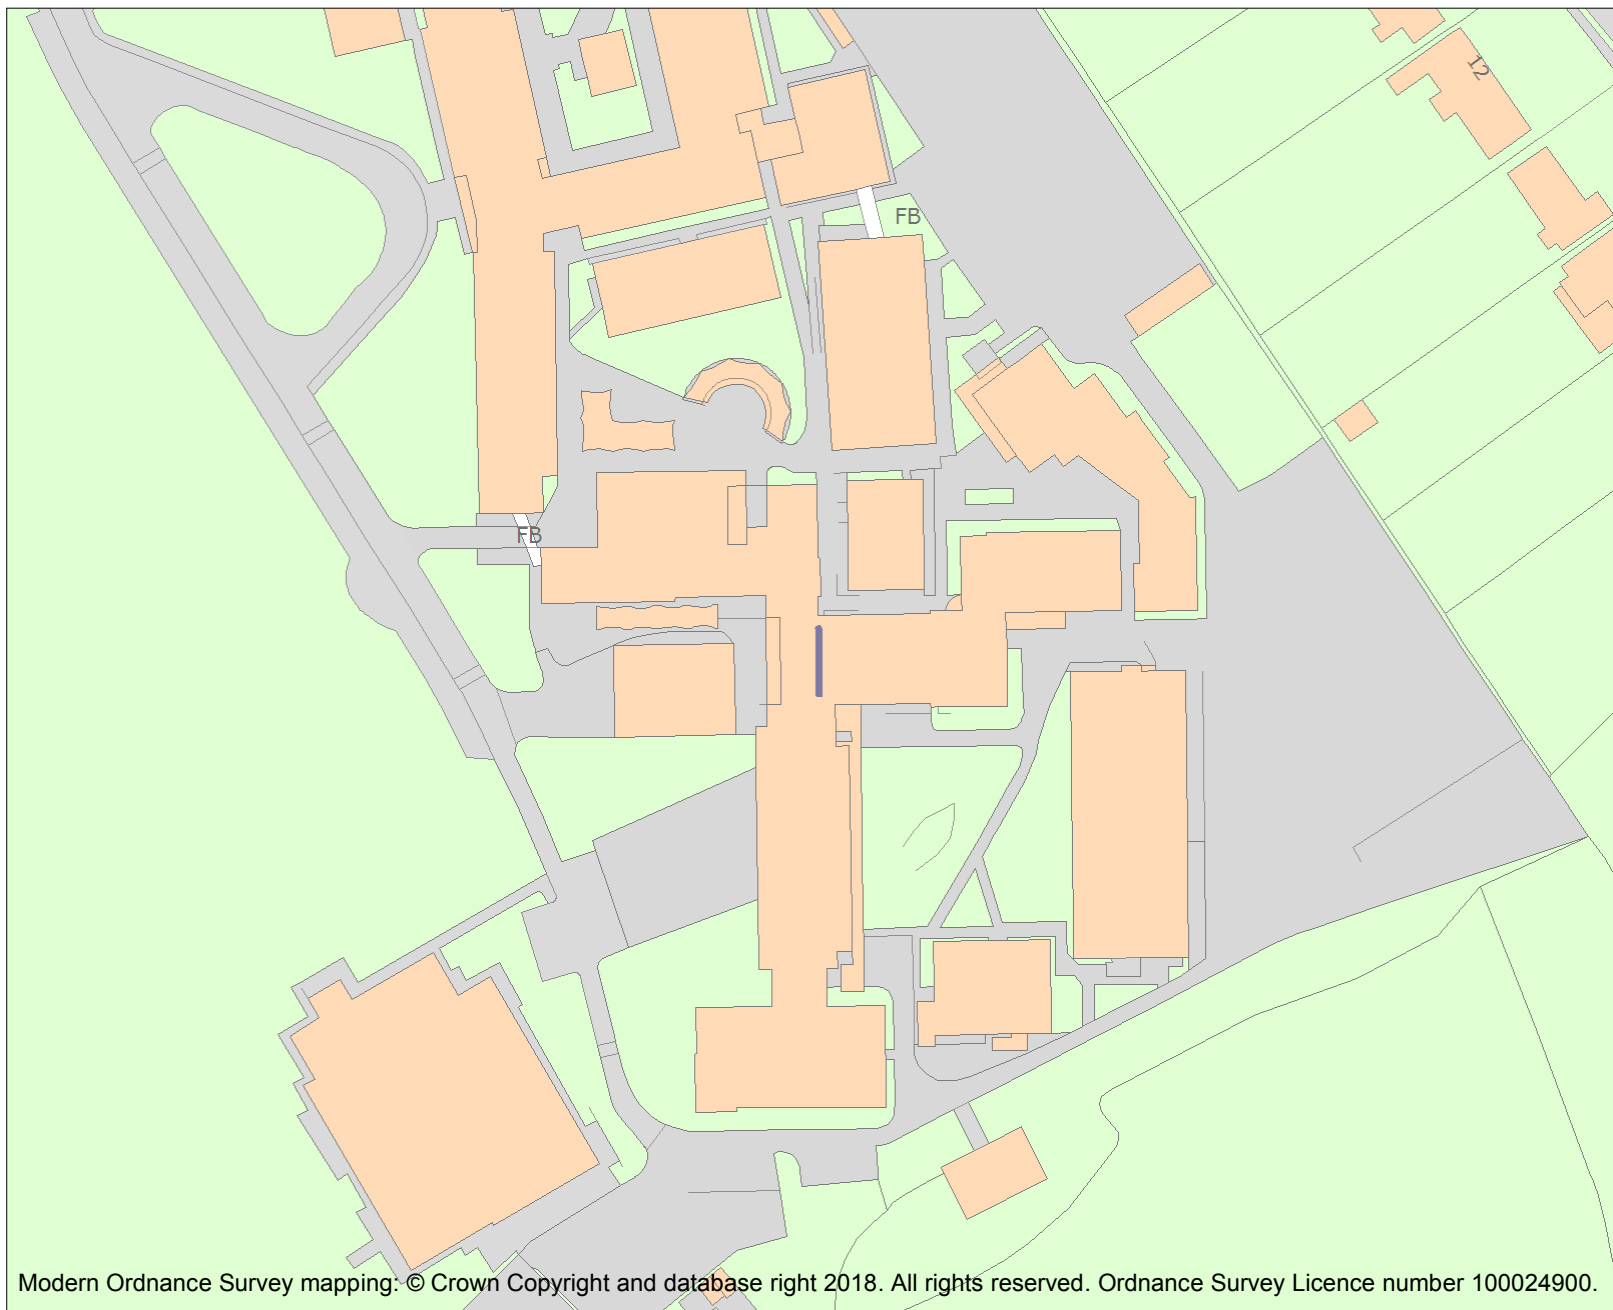 12
FB
FB
Modern Ordnance Survey mapping: © Crown Copyright and database right 2018. All rights reserved. Ordnance Survey Licence number 100024900.